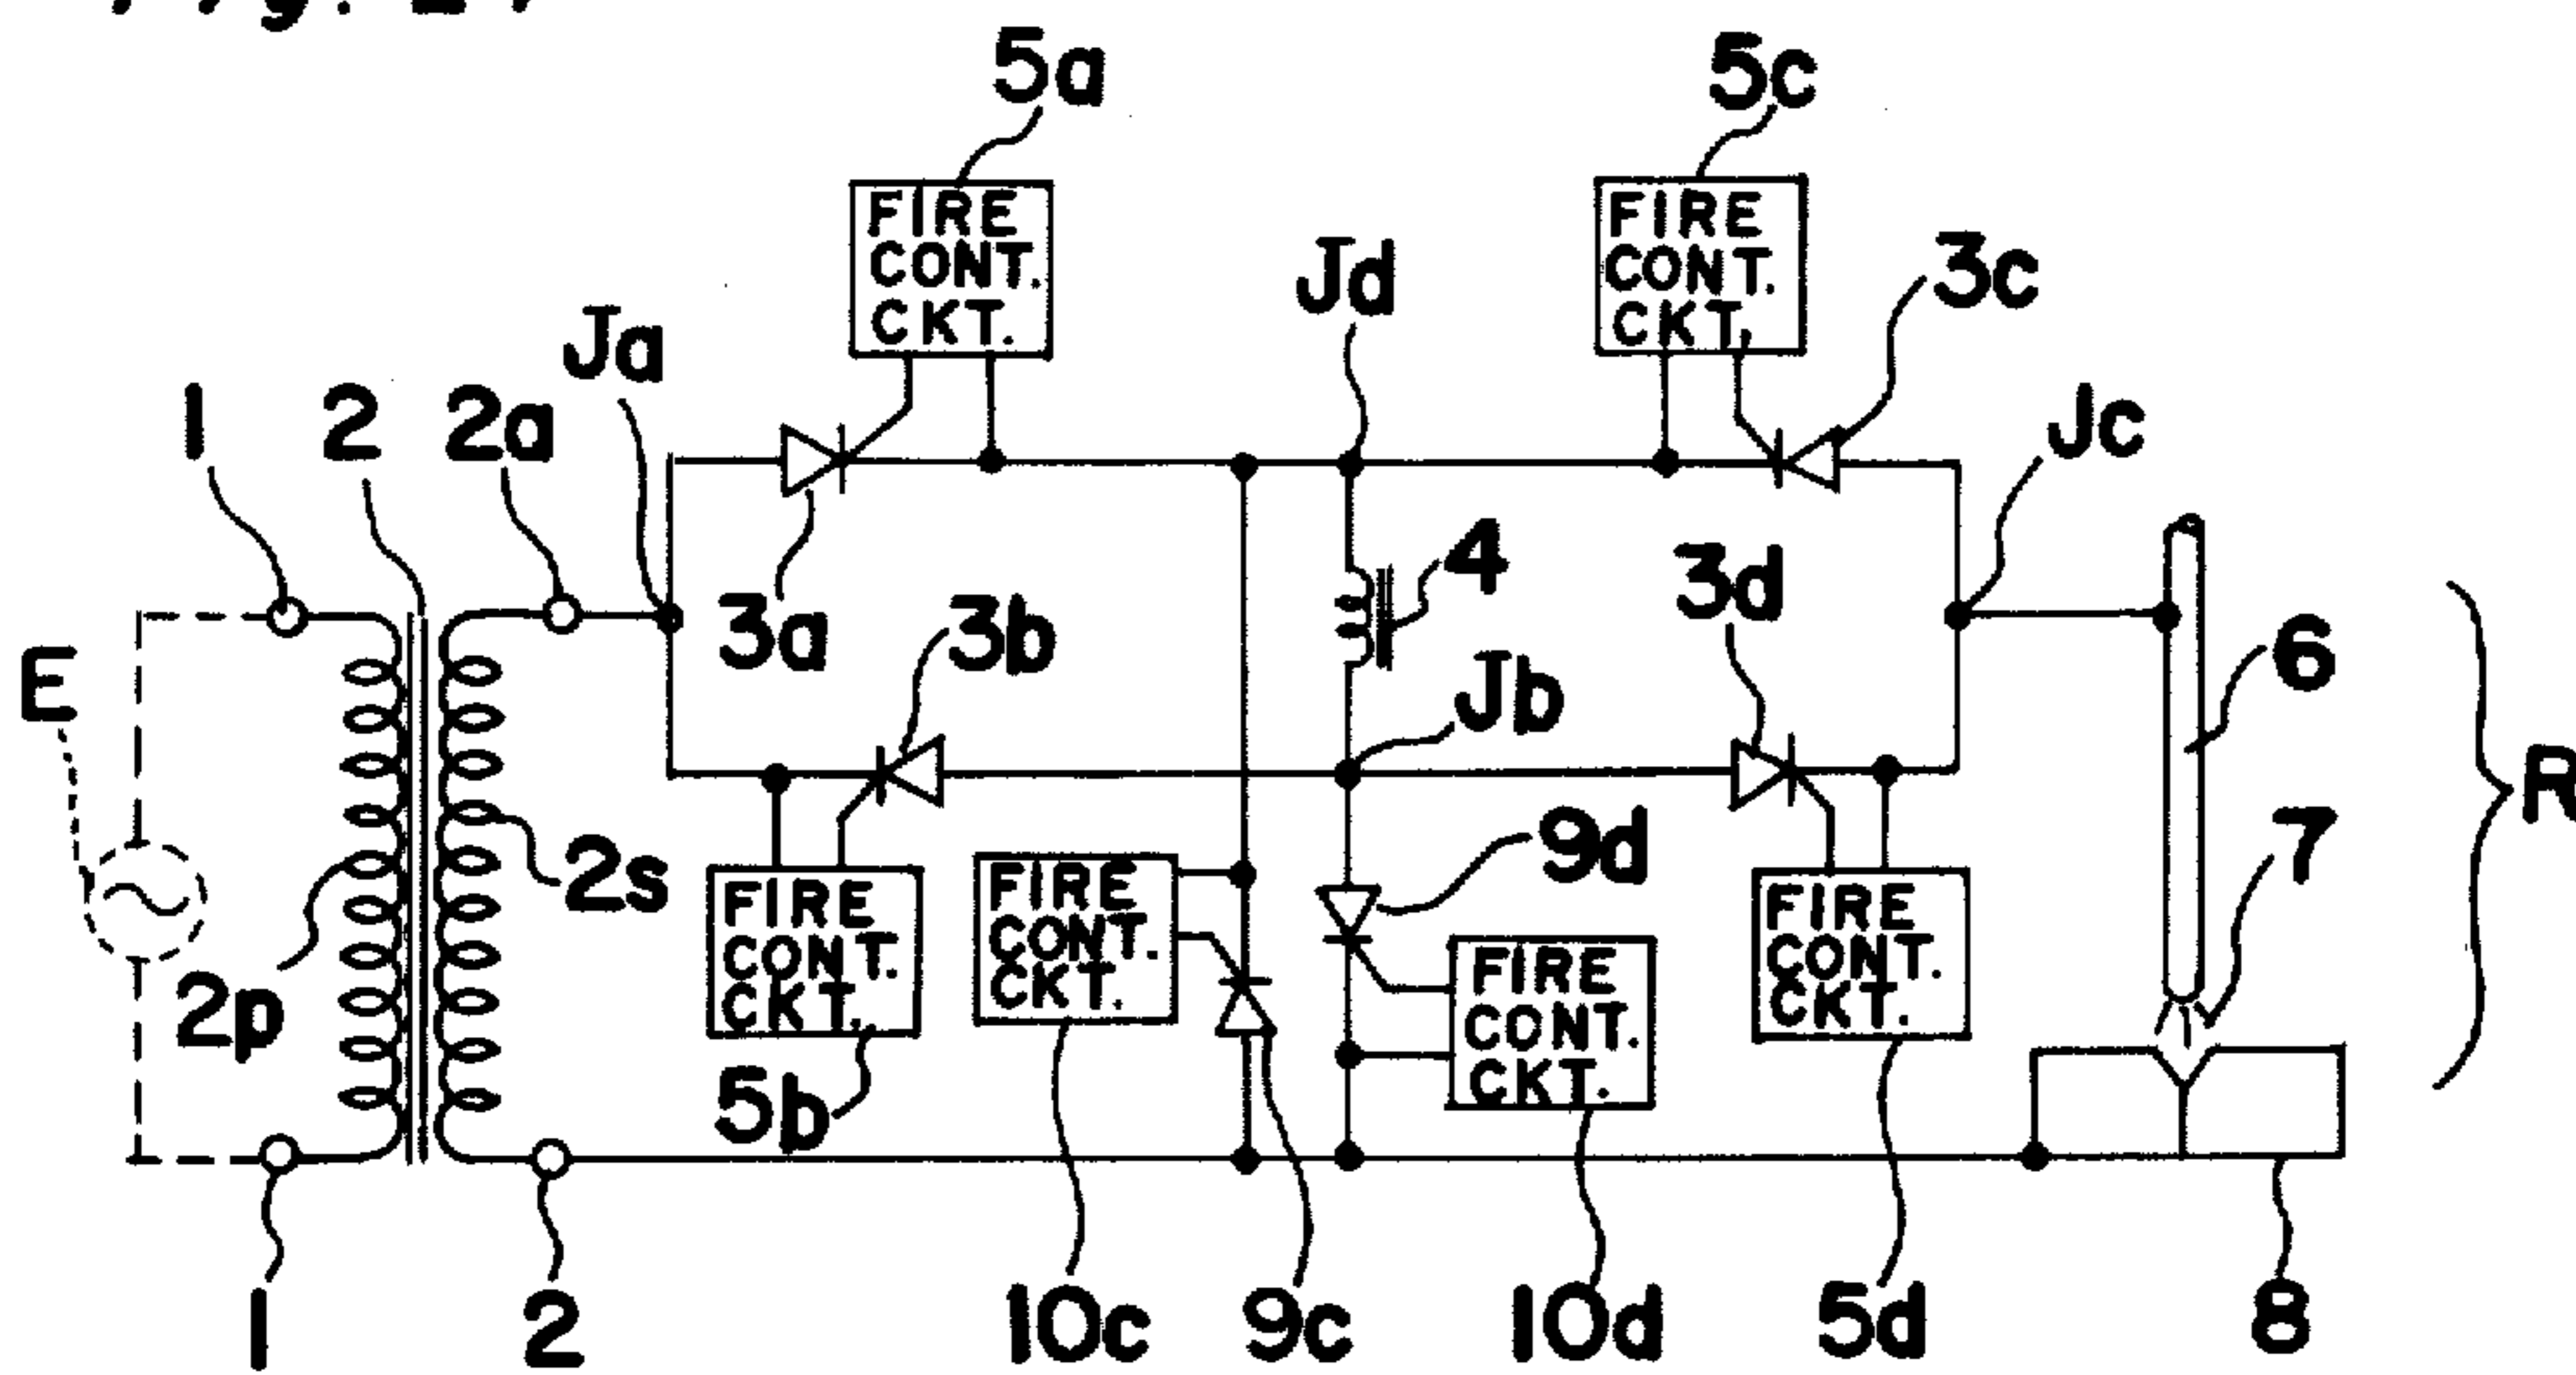 5a
5c
FIRE
CONT.
CKT.
FIRE
CONT.
CKT.
Jd
3c
Ja
1
2
2a
Jc
4
3a
3b
3d
E
6
Jb
R
9d
7
2s
FIRE
CONT.
CKT.
FIRE
CONT.
CKT.
FIRE
CONT.
CKT.
FIRE
CONT.
CKT.
2p
5b
1
2
10c
9c
10d
5d
8